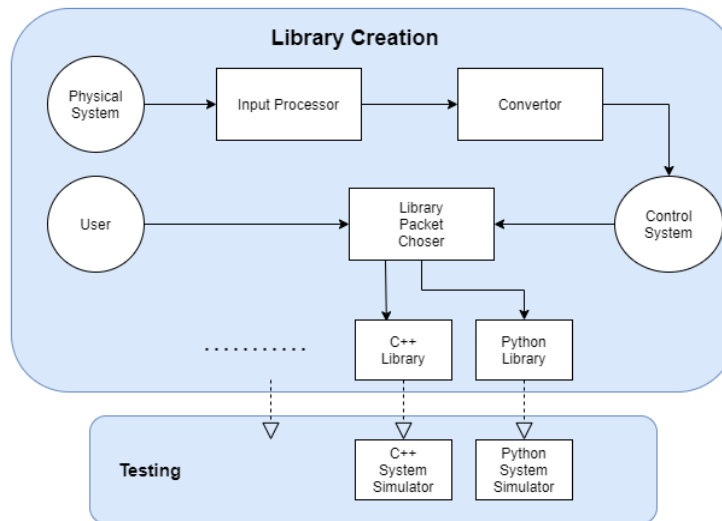 Library Creation
Physical
System
Input Processor
Convertor
User
Library
Packet
Choser
Control
System
...........
C++
Library
Python
Library
Testing
C++
System
Simulator
Python
System
Simulator